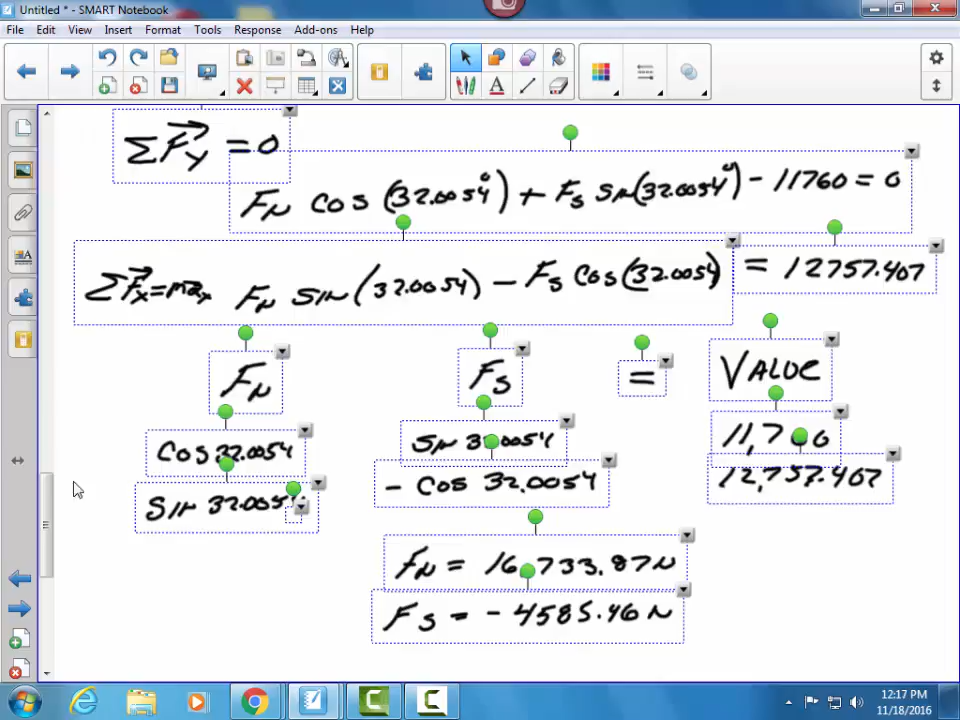 Untitled * - SMART Notebook
File Edit View Insert Format Tools Response Add-ons Help
ΣF⃗y = 0
FN cos (32.0054°) + Fs sin(32.0054°) - 11760 = 0
ΣF⃗x=max FN sin(32.0054) - Fs cos(32.0054) = 12757.407
FN Fs = VALUE
Cos 32.0054 Sin 32.0054 11,760
Sin 32.0054 - Cos 32.0054 12,757.407
FN = 16,733.87N
Fs = - 4585.46 N
12:17 PM
11/18/2016